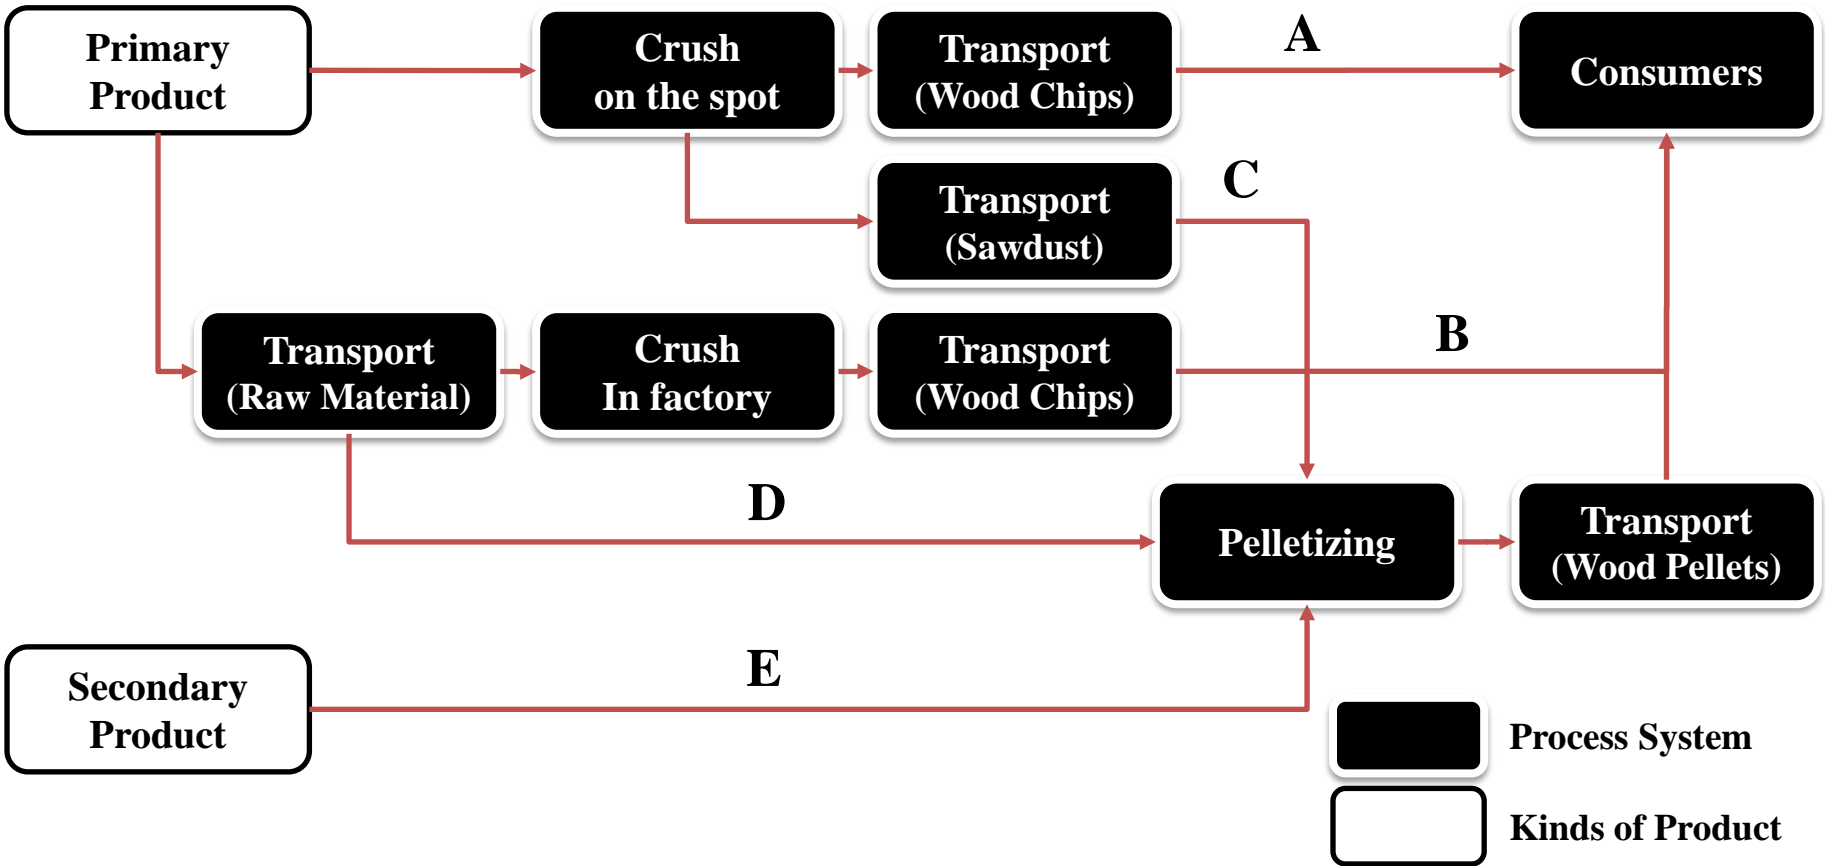 Primary
Product
Crush
on the spot
Transport
(Wood Chips)
A
Consumers
Transport
(Sawdust)
C
Transport
(Raw Material)
Crush
In factory
Transport
(Wood Chips)
B
D
Pelletizing
Transport
(Wood Pellets)
Secondary
Product
E
Process System
Kinds of Product